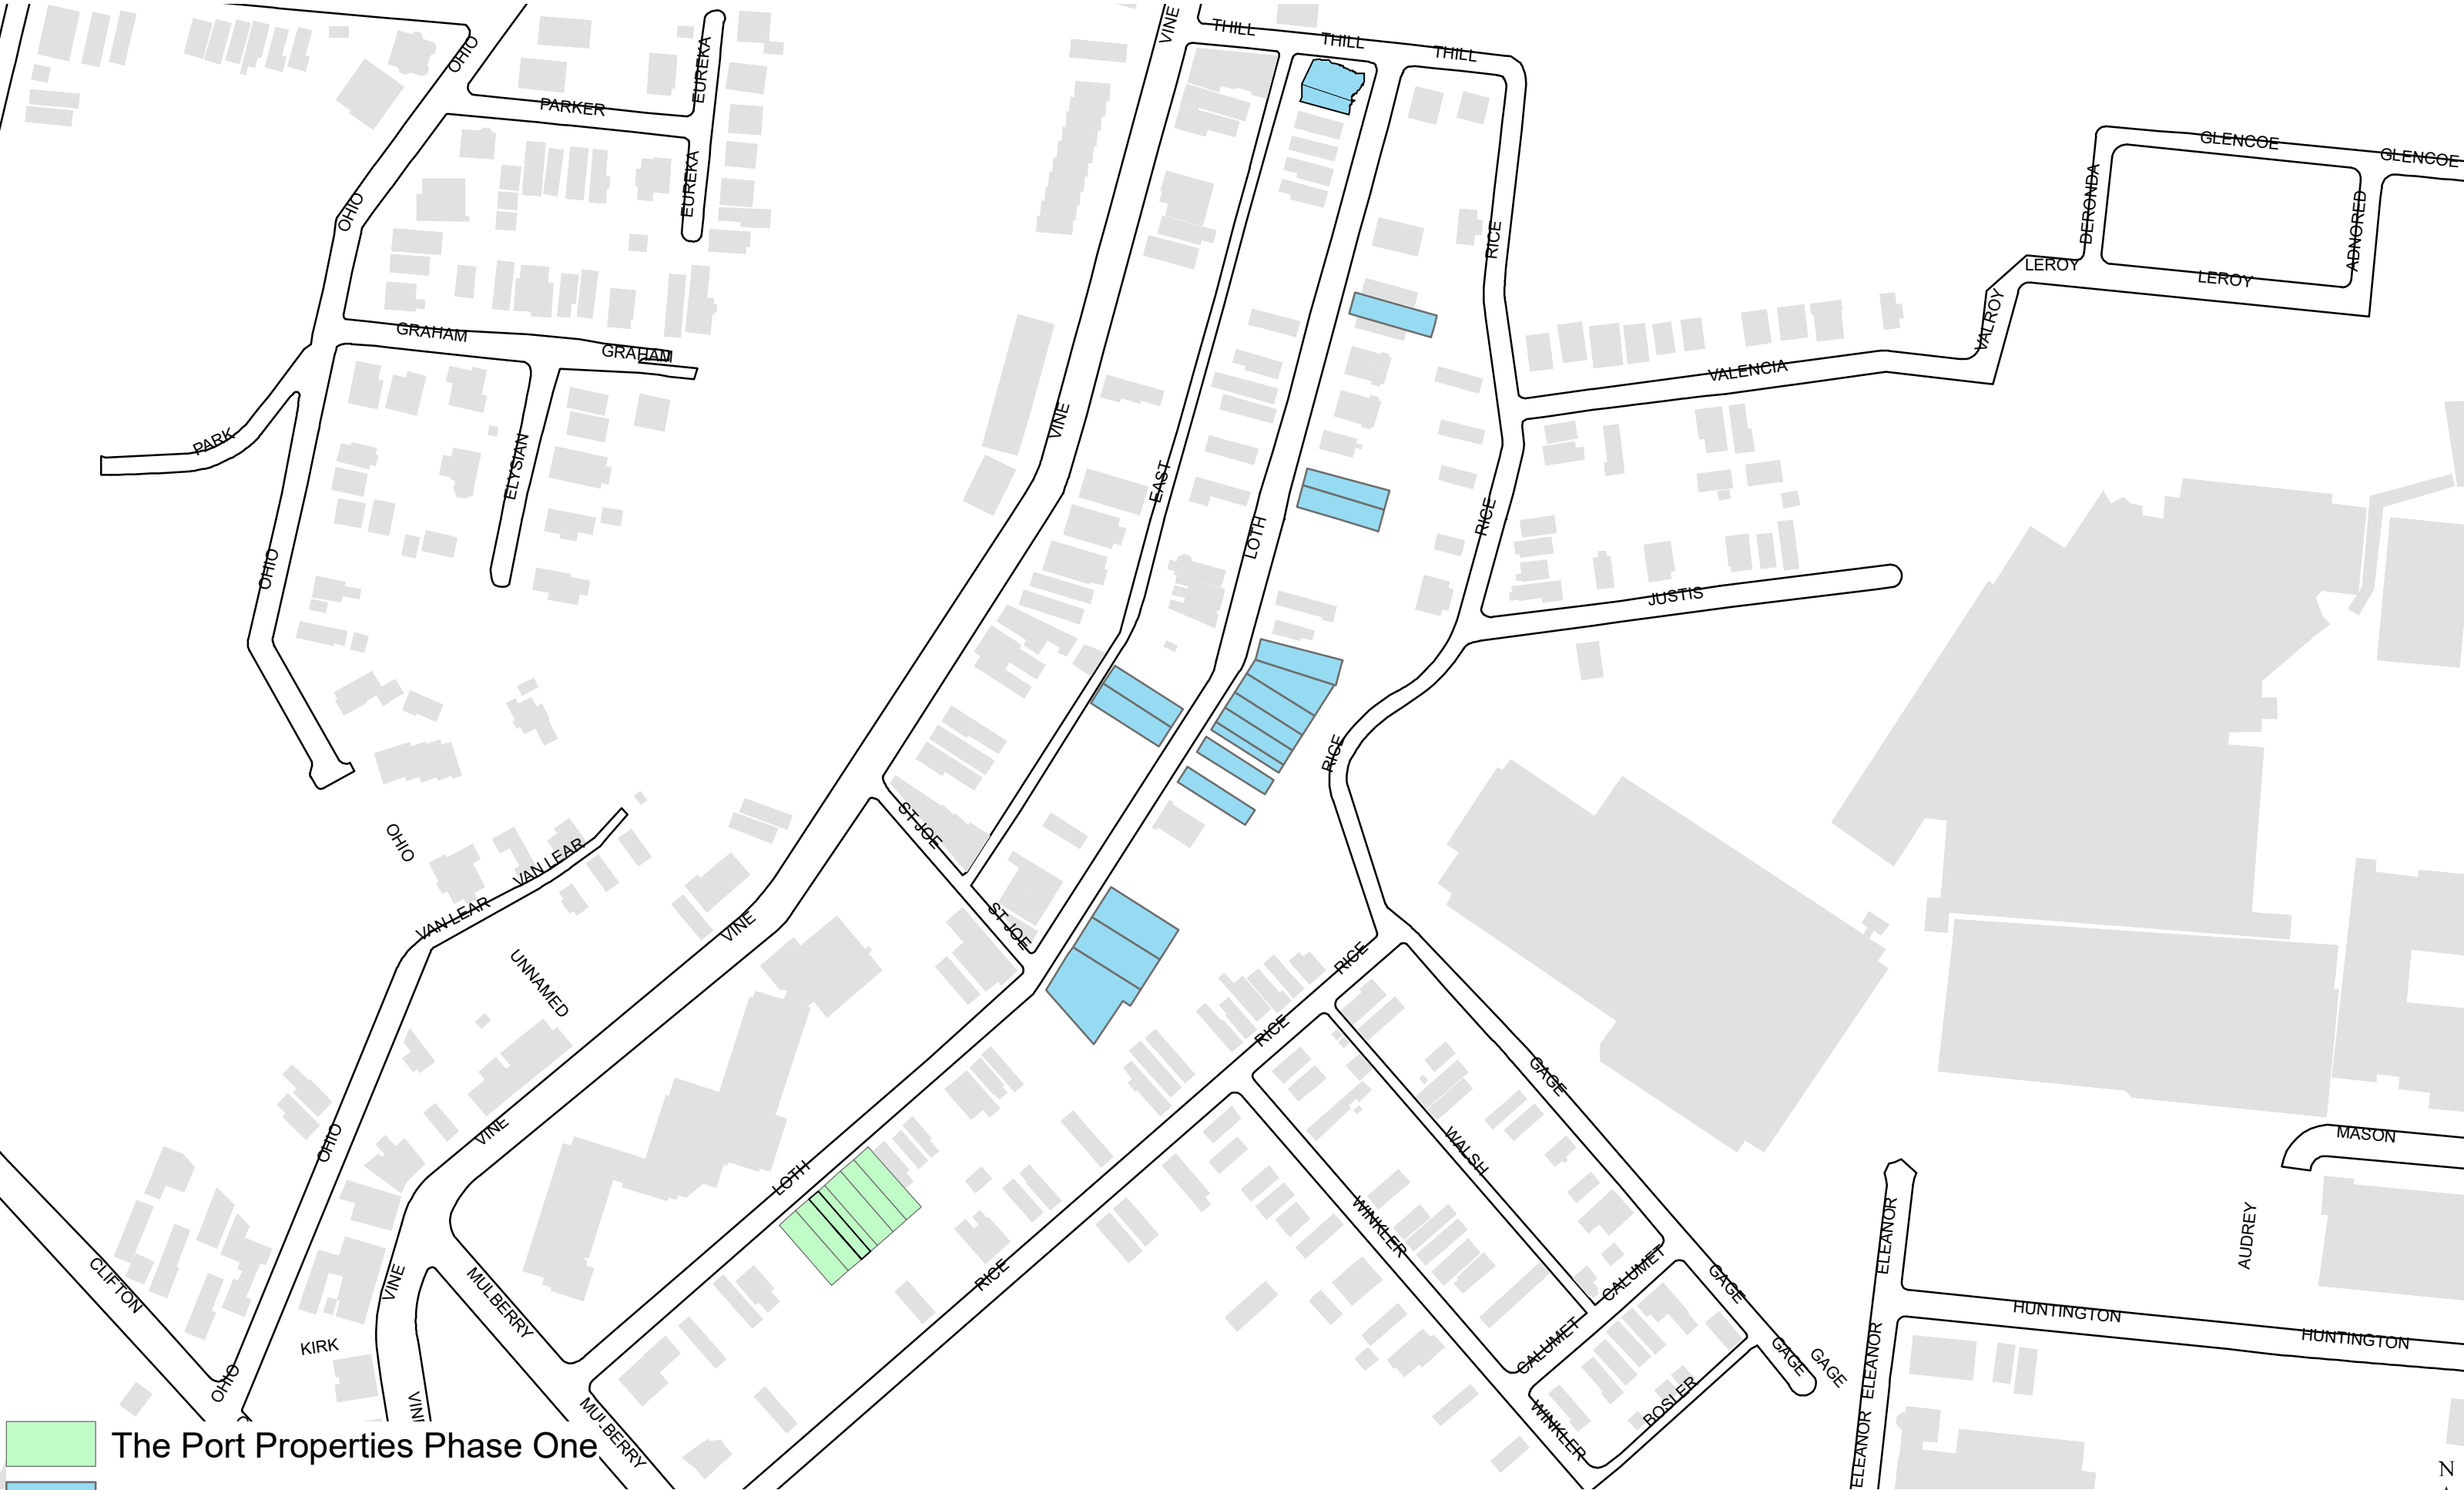 VINE
THILL
THILL
THILL
OHIO
EUREKA
PARKER
GLENCOE
GLENCOE
EUREKA
DERONDA
OHIO
RICE
ADNORED
LEROY
LEROY
VALROY
GRAHAM
GRAHAM
VALENCIA
VINE
PARK
ELYSIAN
EAST
RICE
LOTH
OHIO
JUSTIS
RICE
ST JOE
OHIO
VAN LEAR
VAN LEAR
VINE
ST JOE
RICE
UNNAMED
RICE
GAGE
VINE
OHIO
MASON
WALSH
LOTH
WINKLER
ELEANOR
AUDREY
CALUMET
RICE
CLIFTON
VINE
GAGE
MULBERRY
HUNTINGTON
HUNTINGTON
KIRK
CALUMET
GAGE
GAGE
ELEANOR
OHIO
BOSLER
MULBERRY
WINKLER
ELEANOR
The Port Properties Phase One
N